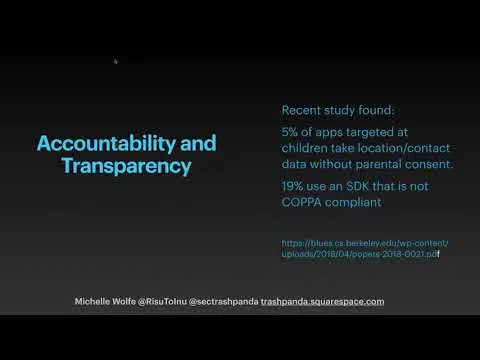 Accountability and
Transparency
Recent study found:
5% of apps targeted at
children take location/contact
data without parental consent.
19% use an SDK that is not
COPPA compliant
https://blues.cs.berkeley.edu/wp-content/
uploads/2018/04/popets-2018-0021.pdf
Michelle Wolfe @RisuToInu @sectrashpanda trashpanda.squarespace.com